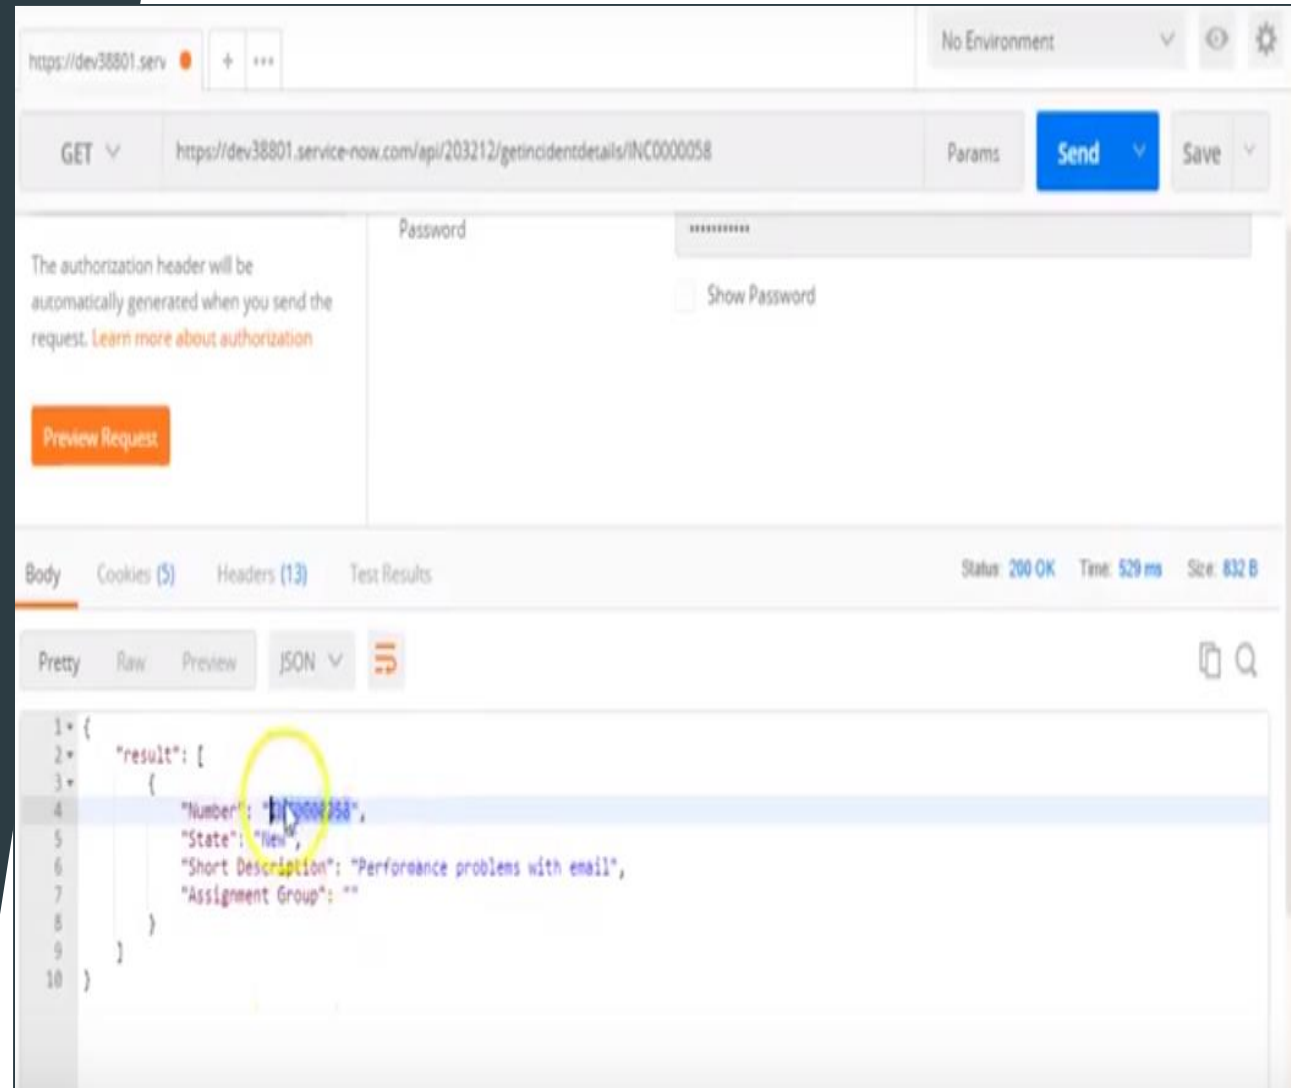 https://dev38801.serv + •••
No Environment
GET https://dev38801.service-now.com/api/203212/getincidentdetails/INC0000058 Params Send Save
Password •••••••••••
The authorization header will be
automatically generated when you send the
request. Learn more about authorization
Show Password
Preview Request
Body Cookies (5) Headers (13) Test Results Status: 200 OK Time: 529 ms Size: 832 B
Pretty Raw Preview JSON
1 {
2 "result": [
3 {
4 "Number": "INC0000058",
5 "State": "New",
6 "Short Description": "Performance problems with email",
7 "Assignment Group": ""
8 }
9 ]
10 }